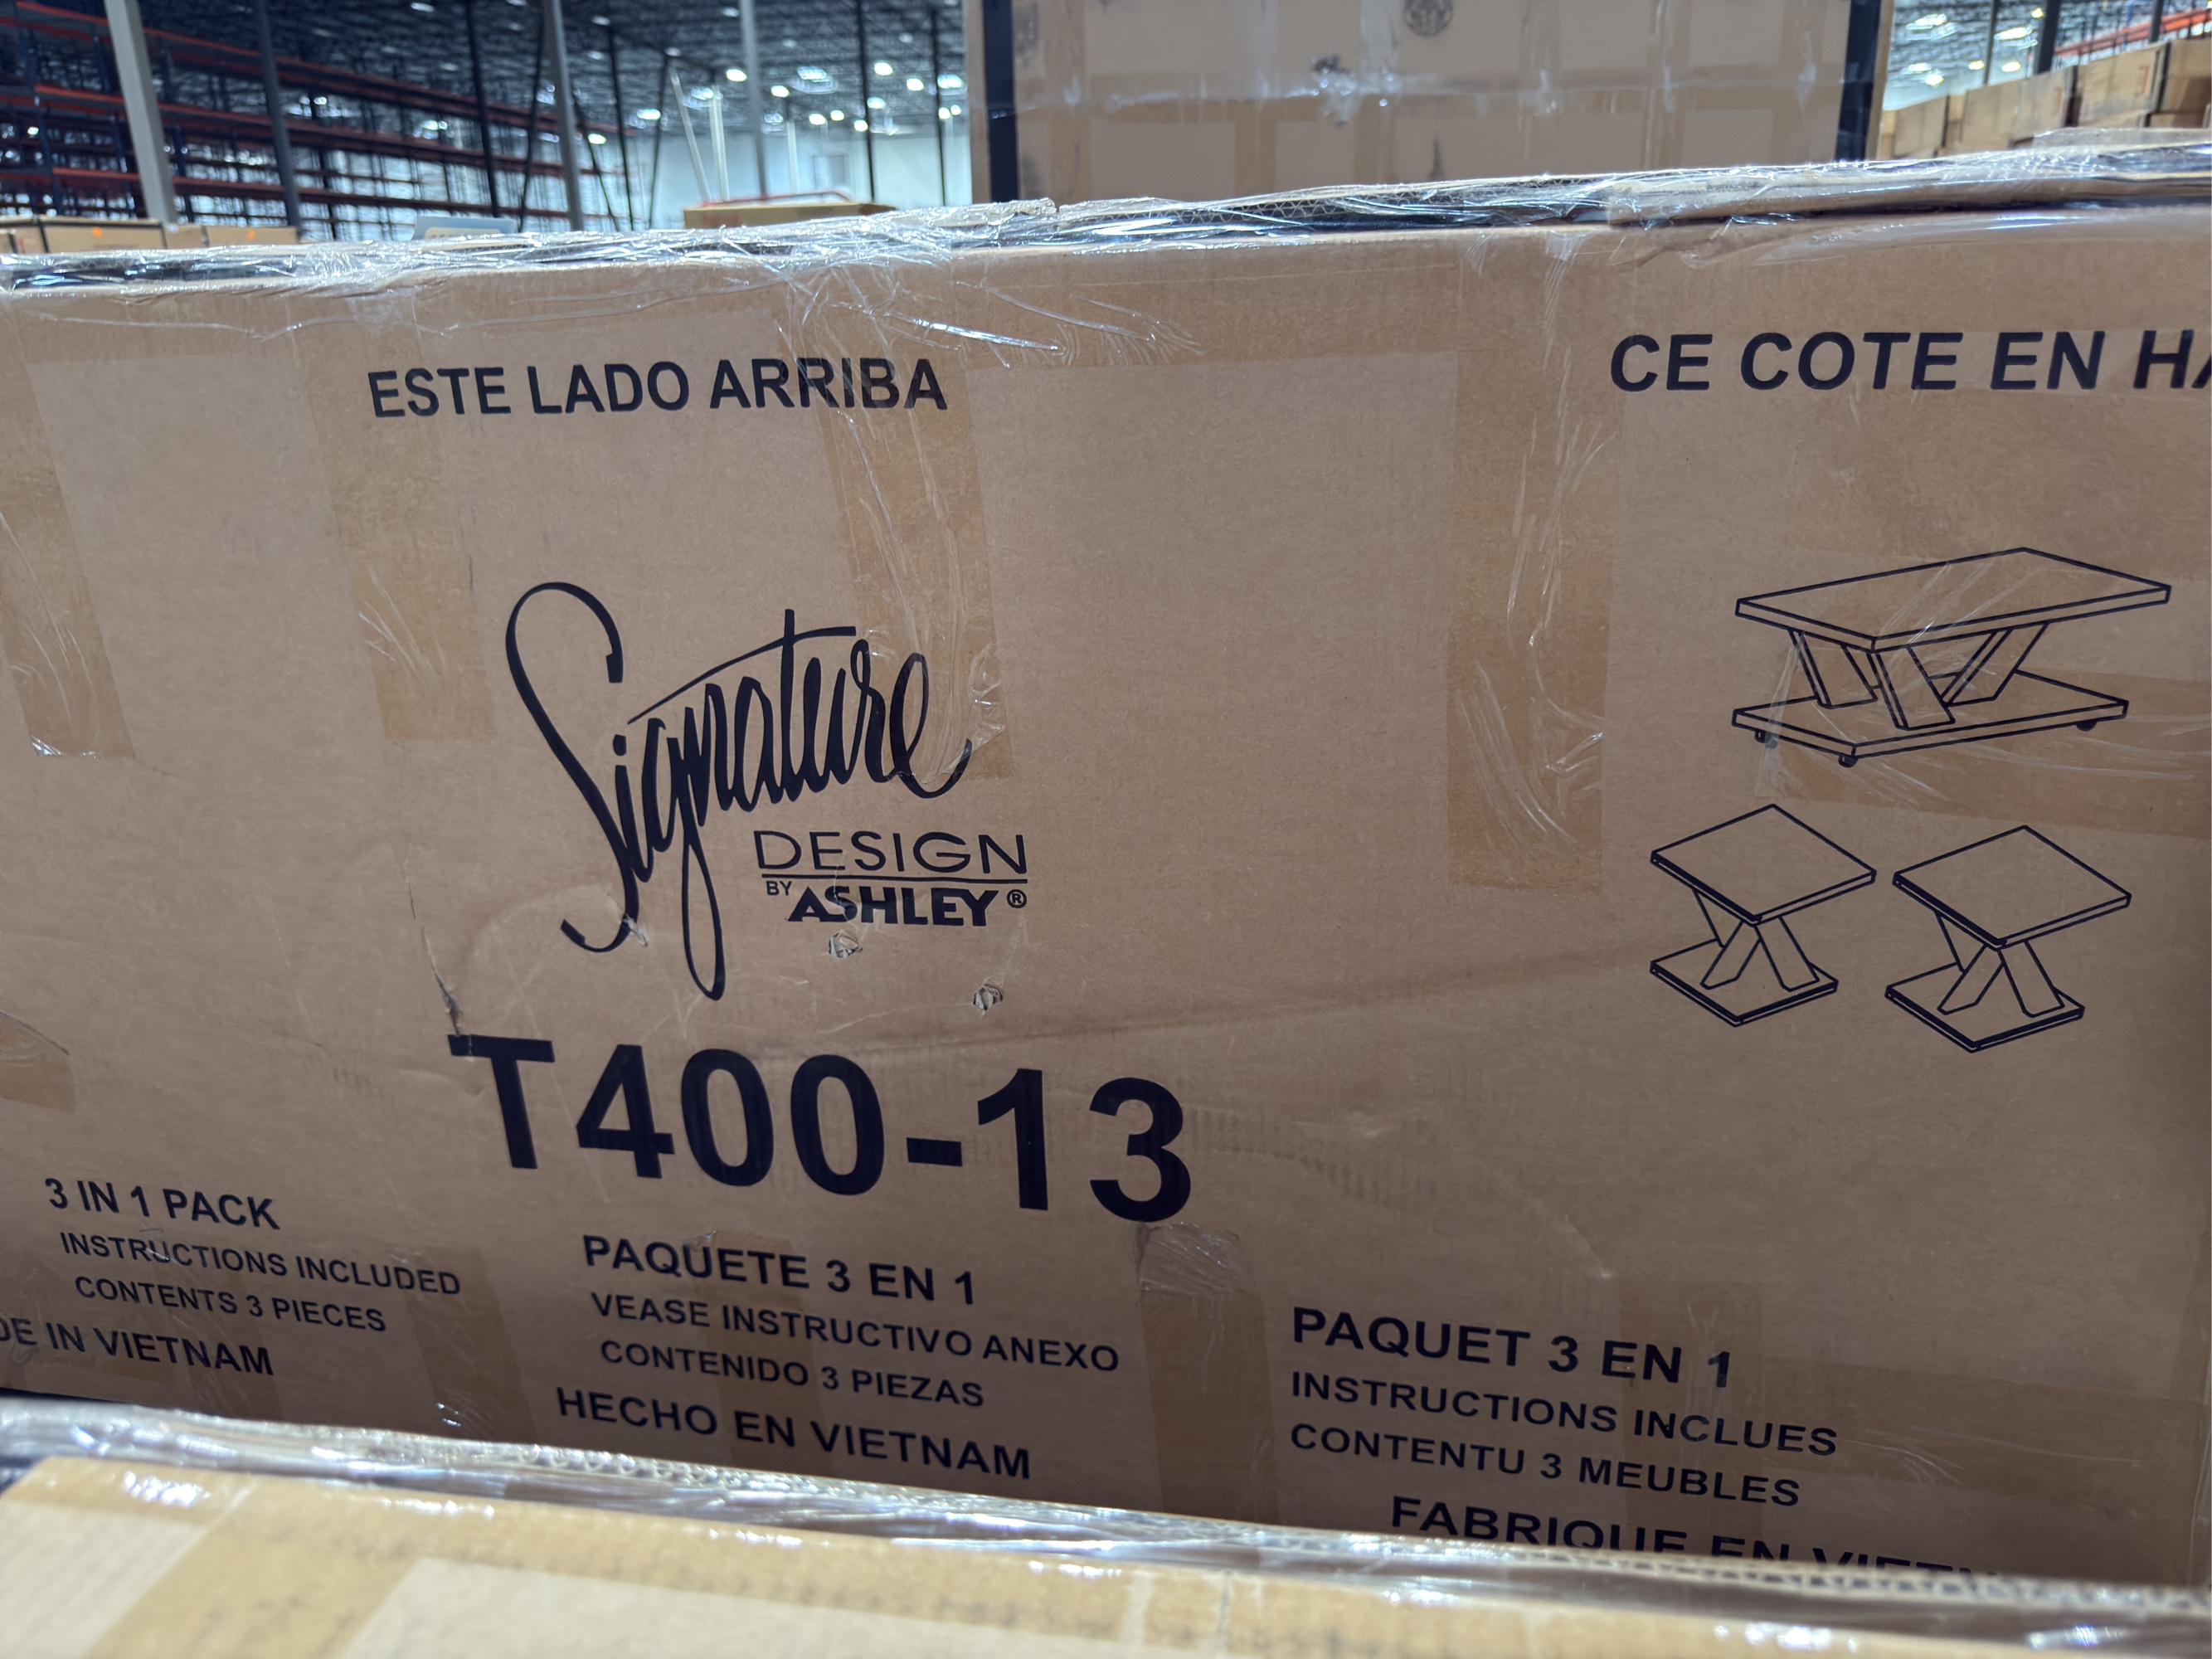 ESTE LADO ARRIBA
CE COTE EN
Signature
DESIGN
BY ASHLEY®
T400-13
3 IN 1 PACK
INSTRUCTIONS INCLUDED
CONTENTS 3 PIECES
IN VIETNAM
PAQUETE 3 EN 1
VEASE INSTRUCTIVO ANEXO
CONTENIDO 3 PIEZAS
HECHO EN VIETNAM
PAQUET 3 EN 1
INSTRUCTIONS INCLUES
CONTENTU 3 MEUBLES
FABRIQUE EN